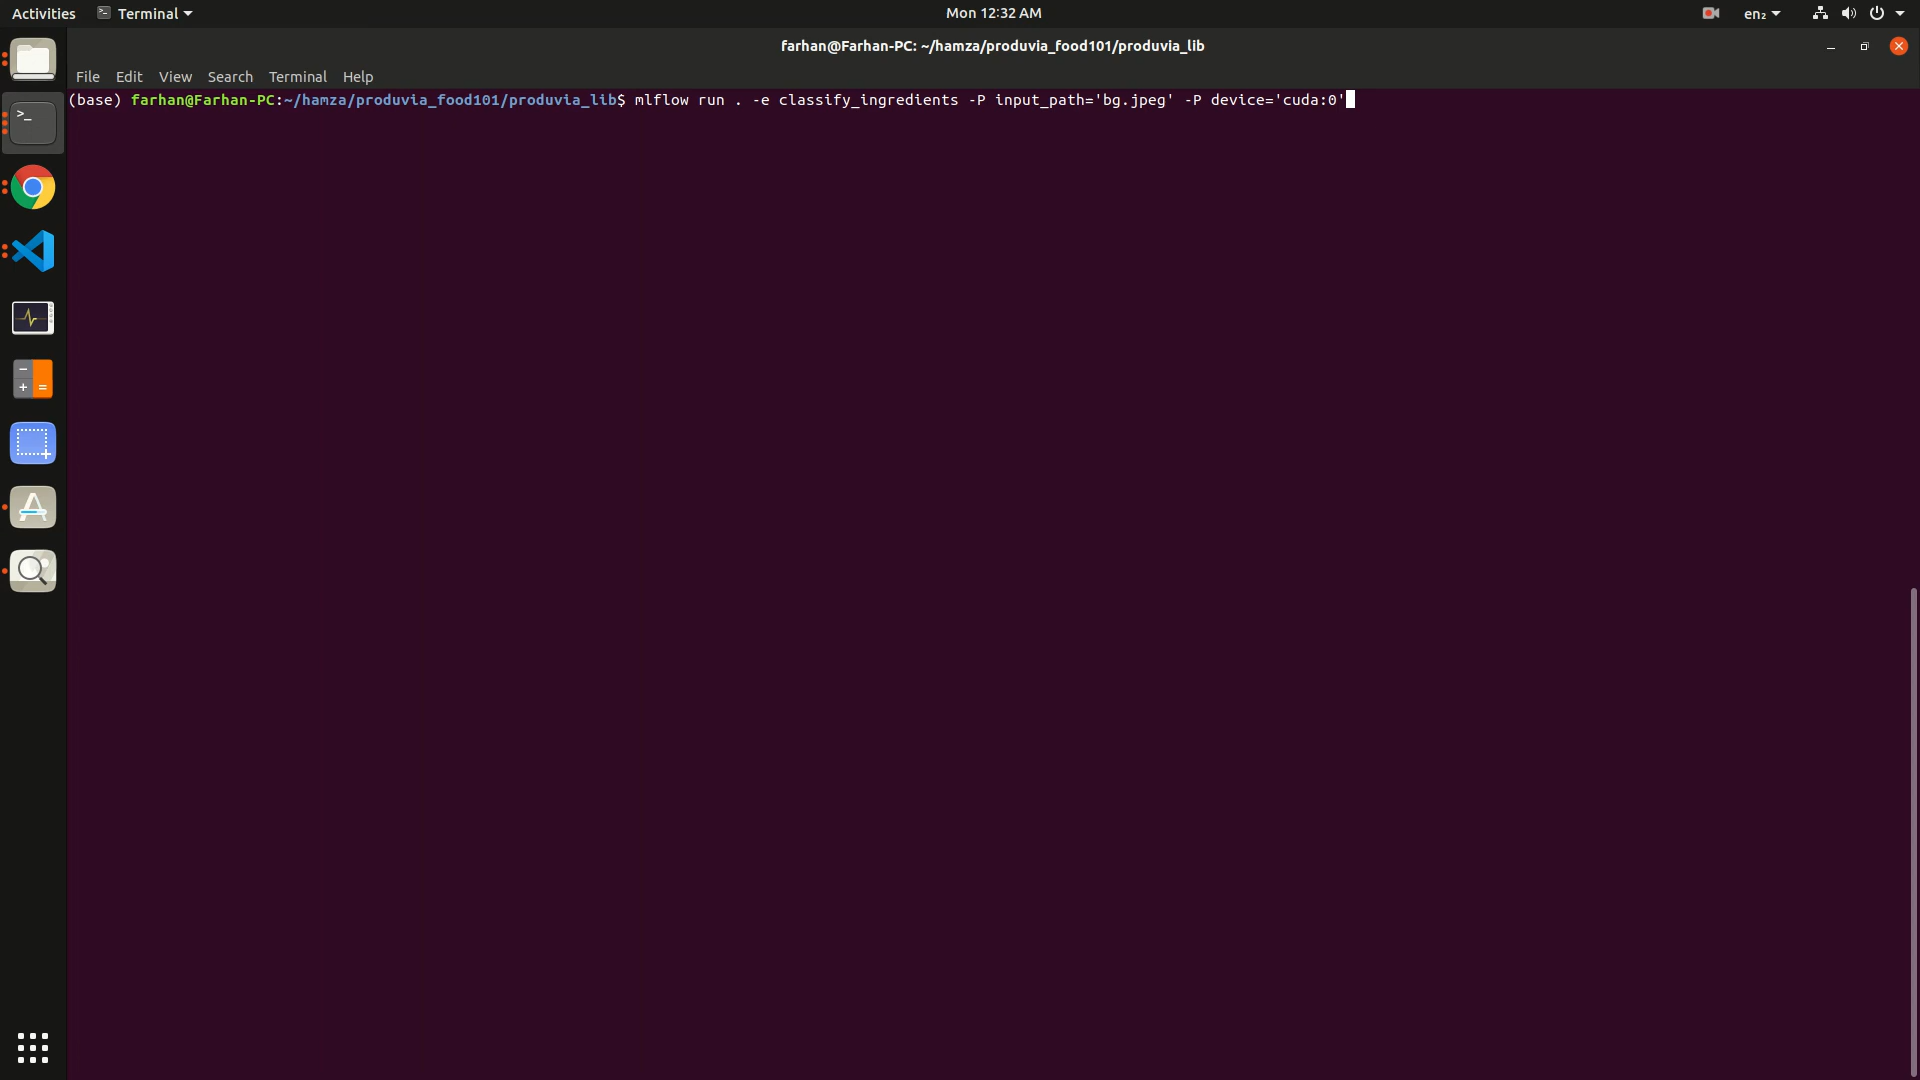 Activities Terminal Mon 12:32 AM en₂
farhan@Farhan-PC: ~/hamza/produvia_food101/produvia_lib
File Edit View Search Terminal Help
(base) farhan@Farhan-PC:~/hamza/produvia_food101/produvia_lib$ mlflow run . -e classify_ingredients -P input_path='bg.jpeg' -P device='cuda:0'